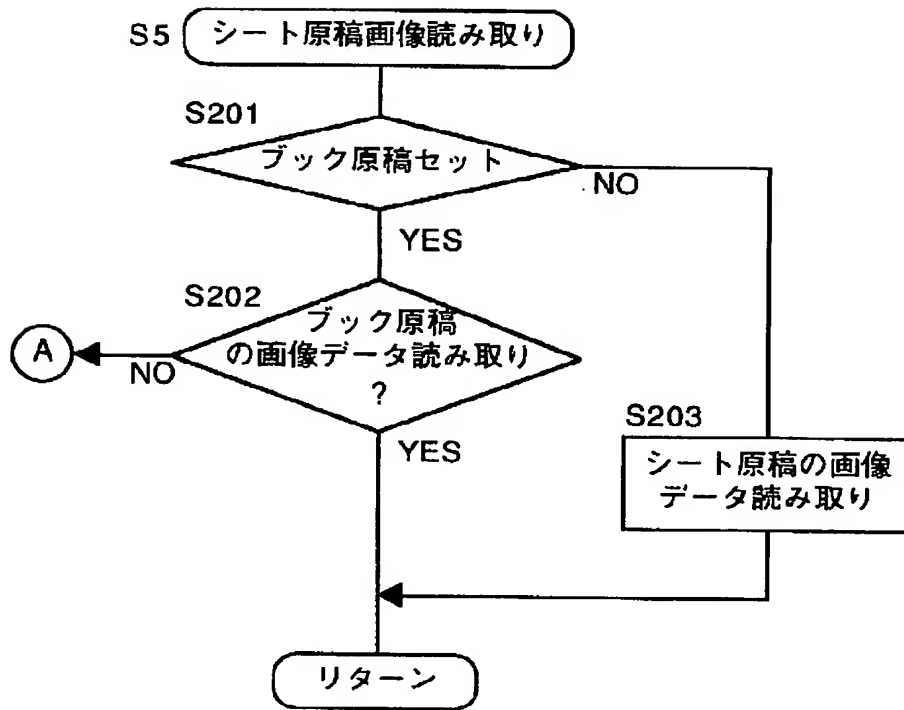 S5 シート原稿画像読み取り
S201
ブック原稿セット
NO
YES
S202
ブック原稿
の画像データ読み取り
?
A
NO
YES
S203
シート原稿の画像
データ読み取り
リターン